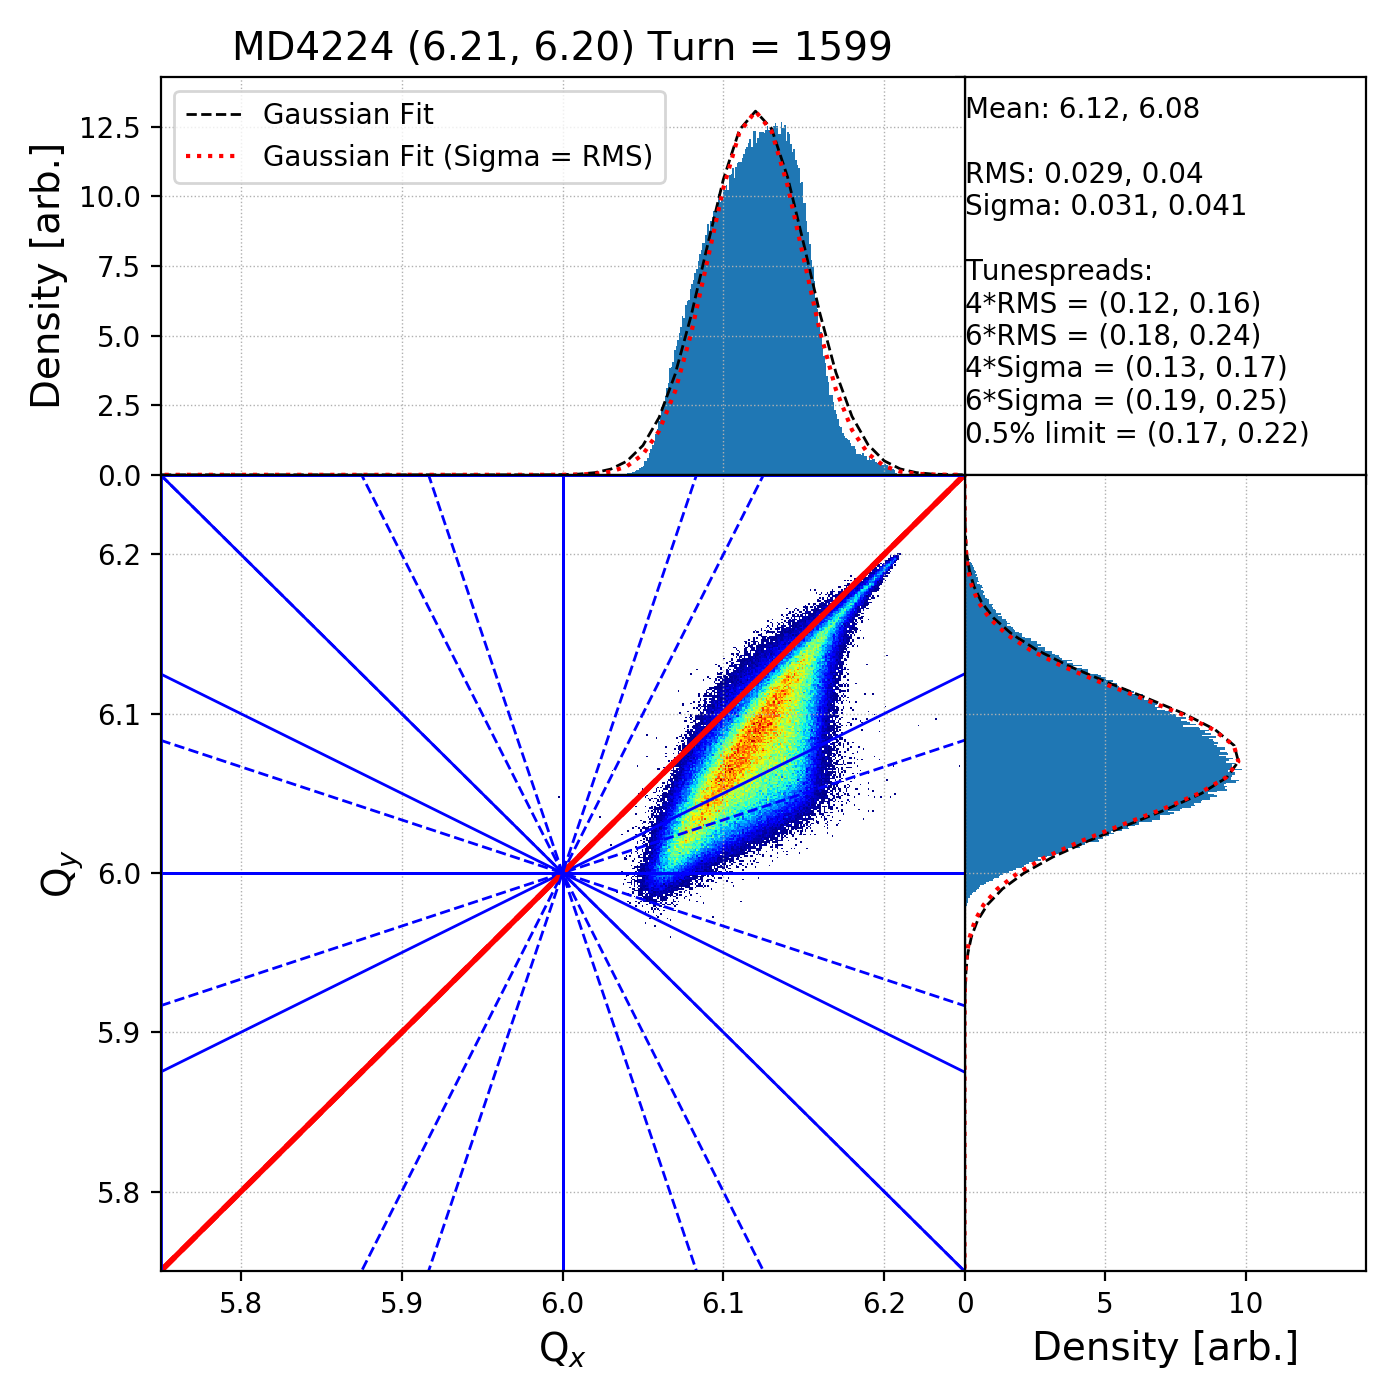 MD4224 (6.21, 6.20) Turn = 1599
Gaussian Fit
Gaussian Fit (Sigma = RMS)
Density [arb.]
12.5
10.0
7.5
5.0
2.5
0.0
Mean: 6.12, 6.08
RMS: 0.029, 0.04
Sigma: 0.031, 0.041
Tunespreads:
4*RMS = (0.12, 0.16)
6*RMS = (0.18, 0.24)
4*Sigma = (0.13, 0.17)
6*Sigma = (0.19, 0.25)
0.5% limit = (0.17, 0.22)
Qy
6.2
6.1
6.0
5.9
5.8
5.8 5.9 6.0 6.1 6.2
Qx
0 5 10
Density [arb.]